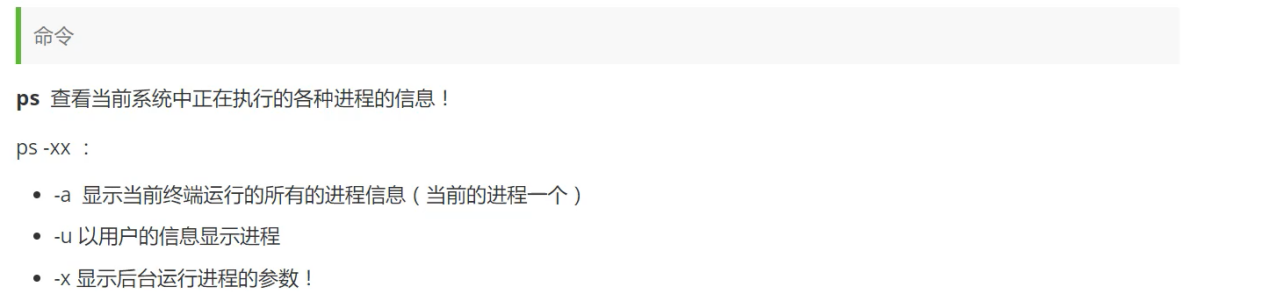 命令
ps 查看当前系统中正在执行的各种进程的信息！
ps -xx ：
• -a 显示当前终端运行的所有的进程信息（当前的进程一个）
• -u 以用户的信息显示进程
• -x 显示后台运行进程的参数！